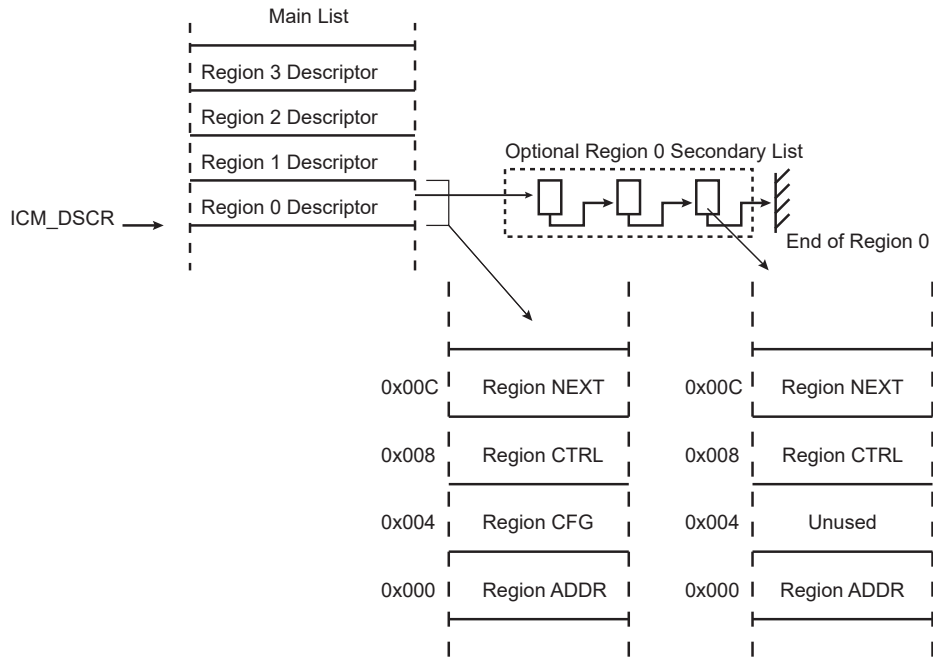 Main List
Region 3 Descriptor
Region 2 Descriptor
Region 1 Descriptor
Region 0 Descriptor
ICM_DSCR
Optional Region 0 Secondary List
End of Region 0
0x00C Region NEXT
0x008 Region CTRL
0x004 Region CFG
0x000 Region ADDR
0x00C Region NEXT
0x008 Region CTRL
0x004 Unused
0x000 Region ADDR